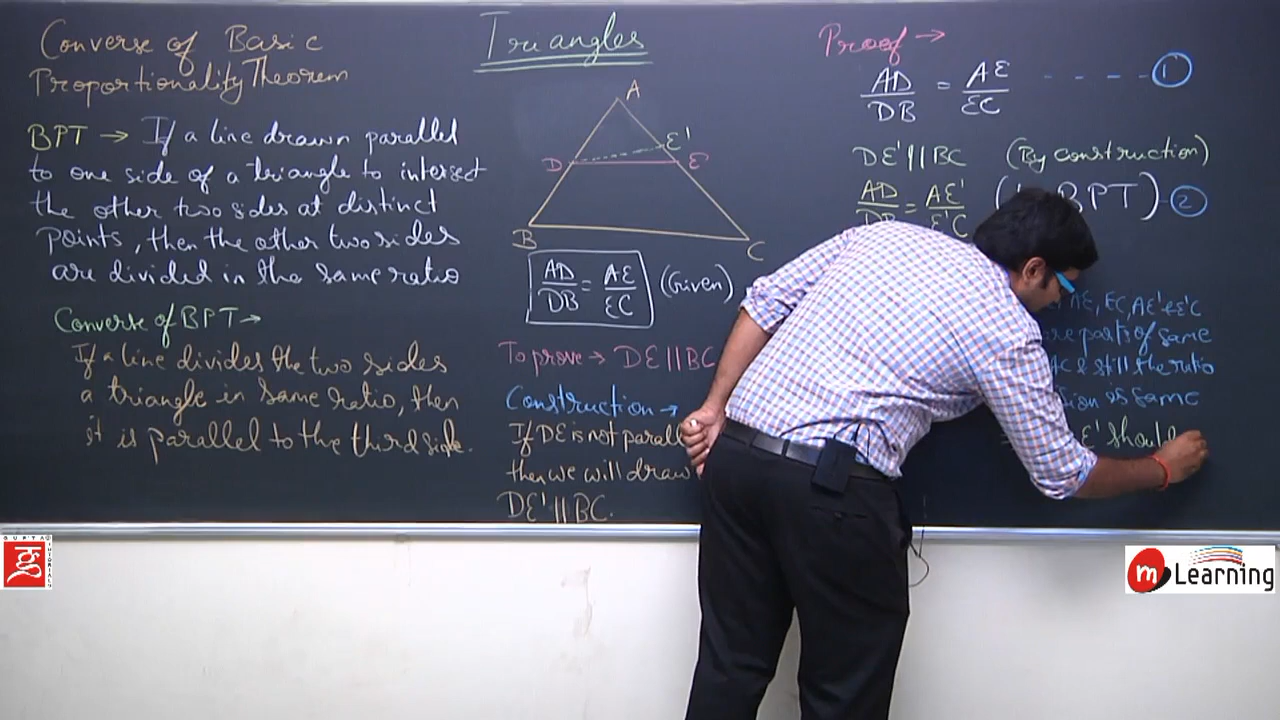 Converse of Basic
Proportionality Theorem
BPT → If a line drawn parallel
to one side of a triangle to intersect
the other two sides at distinct
points, then the other two sides
are divided in the same ratio
Converse of BPT →
If a line divides the two sides
a triangle in same ratio, then
it is parallel to the third side.
Triangles
A
E'
D
E
B
C
AD/DB = AE/EC (Given)
To prove → DE || BC
Construction →
If DE is not
then we will draw
DE' || BC.
Proof →
AD/DB = AE/EC - - - - - 1
DE' || BC (By construction)
AD/DB = AE'/E'C BPT) 2
AE, EC, AE' & E'C
parts of same
AC & still the ratio
is same
E' should
GUPTA TUTORIALS
m Learning